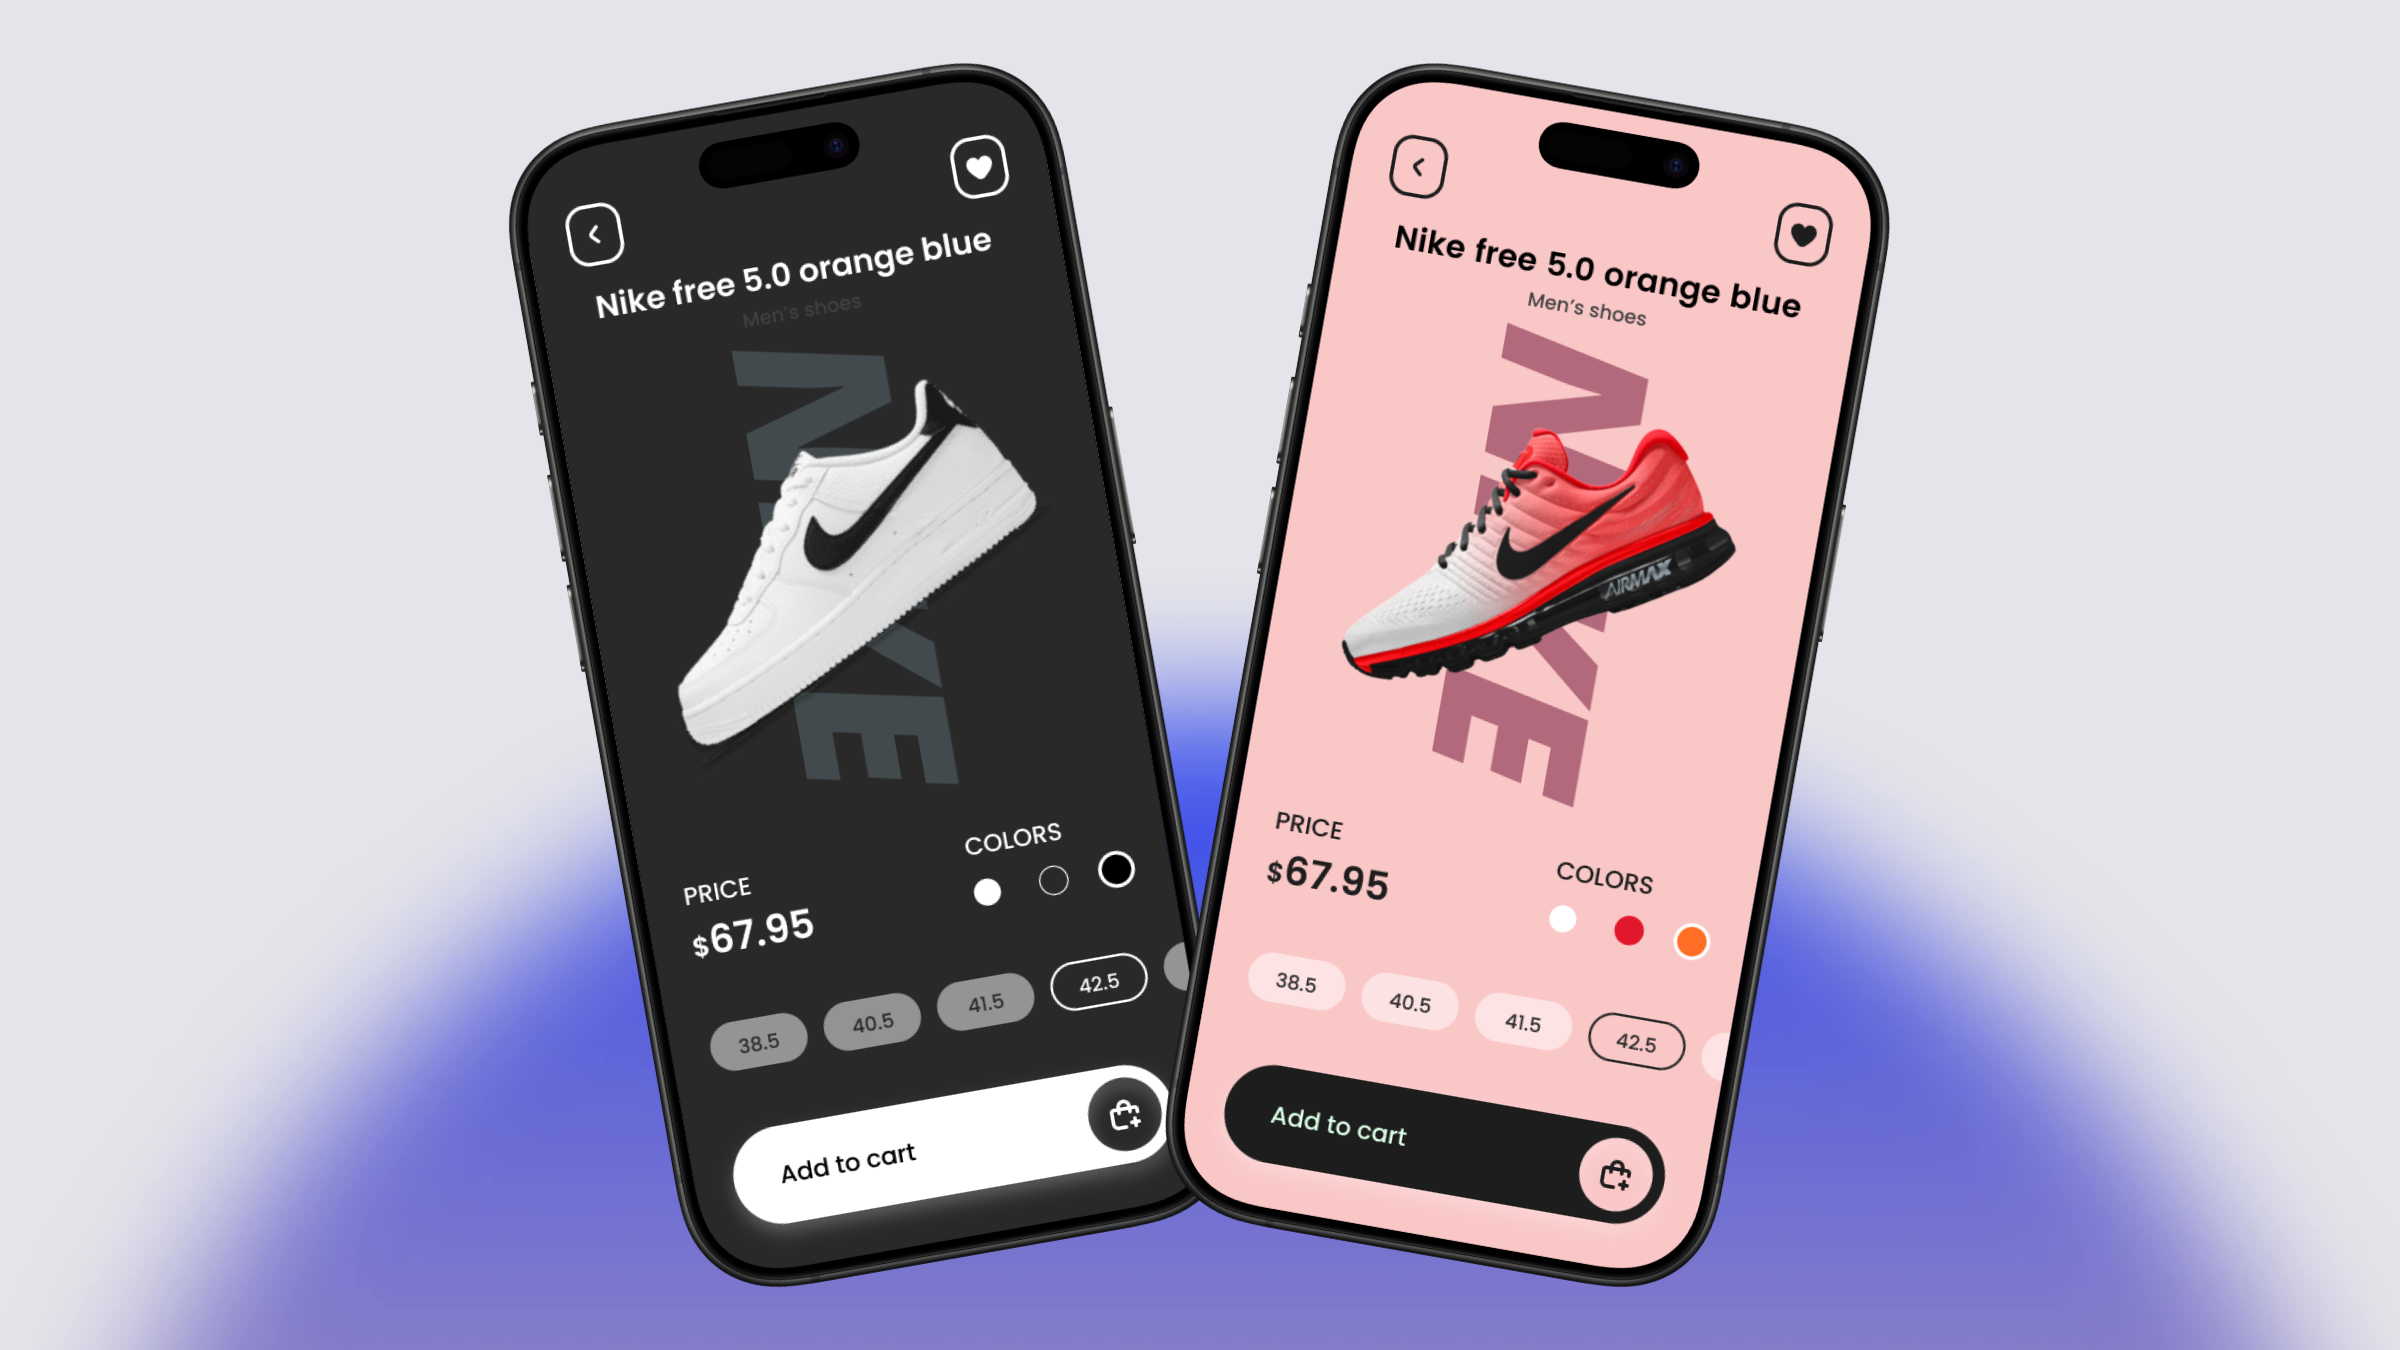 Nike free 5.0 orange blue
Men's shoes
NIKE
PRICE
$67.95
COLORS
38.5
40.5
41.5
42.5
Add to cart
Nike free 5.0 orange blue
Men's shoes
NIKE
AIRMAX
PRICE
$67.95
COLORS
38.5
40.5
41.5
42.5
Add to cart